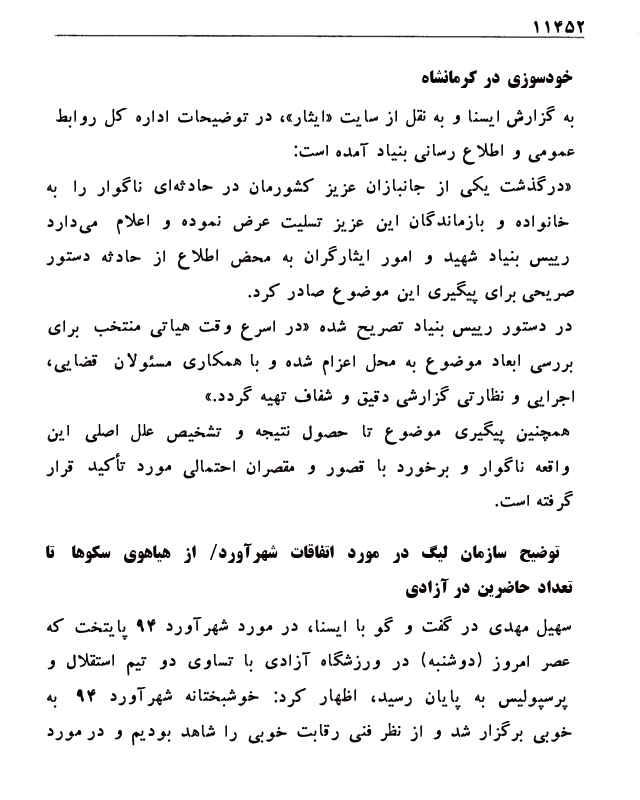 ۱۱۴۵۲
خودسوزی در کرمانشاه
به گزارش ایسنا و به نقل از سایت «ایثار»، در توضیحات اداره کل روابط
عمومی و اطلاع رسانی بنیاد آمده است:
«درگذشت یکی از جانبازان عزیز کشورمان در حادثه‌ای ناگوار را به
خانواده و بازماندگان این عزیز تسلیت عرض نموده و اعلام می‌دارد
رییس بنیاد شهید و امور ایثارگران به محض اطلاع از حادثه دستور
صریحی برای پیگیری این موضوع صادر کرد.
در دستور رییس بنیاد تصریح شده «در اسرع وقت هیاتی منتخب برای
بررسی ابعاد موضوع به محل اعزام شده و با همکاری مسئولان قضایی،
اجرایی و نظارتی گزارشی دقیق و شفاف تهیه گردد.»
همچنین پیگیری موضوع تا حصول نتیجه و تشخیص علل اصلی این
واقعه ناگوار و برخورد با قصور و مقصران احتمالی مورد تأکید قرار
گرفته است.
توضیح سازمان لیگ در مورد اتفاقات شهرآورد/ از هیاهوی سکوها تا
تعداد حاضرین در آزادی
سهیل مهدی در گفت و گو با ایسنا، در مورد شهرآورد ۹۴ پایتخت که
عصر امروز (دوشنبه) در ورزشگاه آزادی با تساوی دو تیم استقلال و
پرسپولیس به پایان رسید، اظهار کرد: خوشبختانه شهرآورد ۹۴ به
خوبی برگزار شد و از نظر فنی رقابت خوبی را شاهد بودیم و در مورد